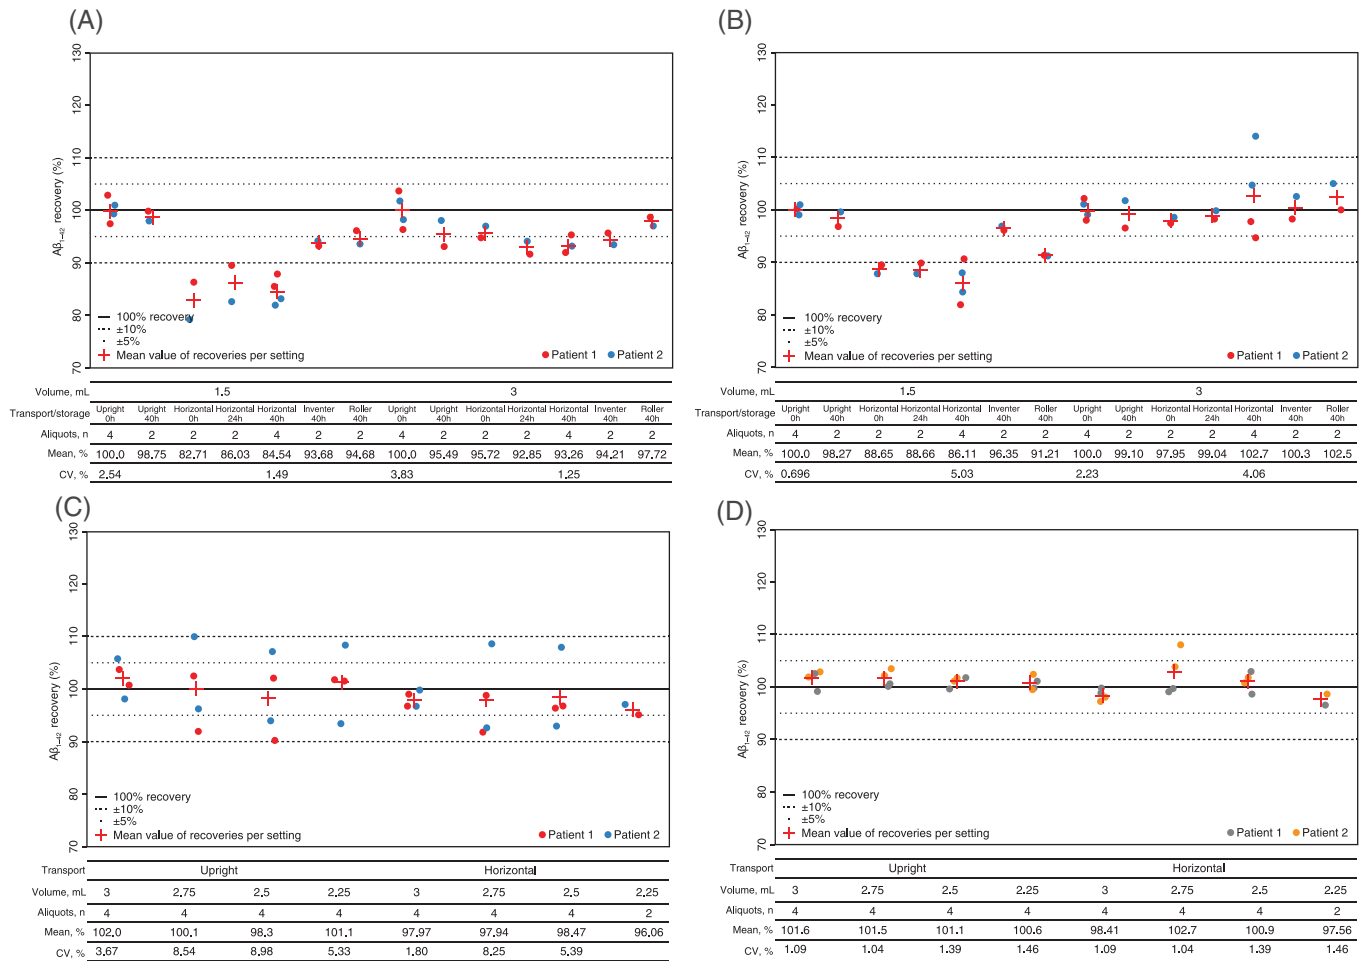 (A)
130
120
110
100
90
80
70
Aβ1–42 recovery (%)
100% recovery
±10%
±5%
Mean value of recoveries per setting
Patient 1
Patient 2
Volume, mL 1.5 3
Transport/storage Upright 0h Upright 40h Horizontal 0h Horizontal 24h Horizontal 40h Inverter 40h Roller 40h Upright 0h Upright 40h Horizontal 0h Horizontal 24h Horizontal 40h Inverter 40h Roller 40h
Aliquots, n 4 2 2 2 4 2 2 4 2 2 2 4 2 2
Mean, % 100.0 98.75 82.71 86.03 84.54 93.68 94.68 100.0 95.49 95.72 92.85 93.26 94.21 97.72
CV, % 2.54 1.49 3.83 1.25
(B)
130
120
110
100
90
80
70
Aβ1–42 recovery (%)
100% recovery
±10%
±5%
Mean value of recoveries per setting
Patient 1
Patient 2
Volume, mL 1.5 3
Transport/storage Upright 0h Upright 40h Horizontal 0h Horizontal 24h Horizontal 40h Inverter 40h Roller 40h Upright 0h Upright 40h Horizontal 0h Horizontal 24h Horizontal 40h Inverter 40h Roller 40h
Aliquots, n 4 2 2 2 4 2 2 4 2 2 2 4 2 2
Mean, % 100.0 98.27 88.65 88.66 86.11 96.35 91.21 100.0 99.10 97.95 99.04 102.7 100.3 102.5
CV, % 0.696 5.03 2.23 4.06
(C)
130
120
110
100
90
80
70
Aβ1–42 recovery (%)
100% recovery
±10%
±5%
Mean value of recoveries per setting
Patient 1
Patient 2
Transport Upright Horizontal
Volume, mL 3 2.75 2.5 2.25 3 2.75 2.5 2.25
Aliquots, n 4 4 4 4 4 4 4 2
Mean, % 102.0 100.1 98.3 101.1 97.97 97.94 98.47 96.06
CV, % 3.67 8.54 8.98 5.33 1.80 8.25 5.39
(D)
130
120
110
100
90
80
70
Aβ1–42 recovery (%)
100% recovery
±10%
±5%
Mean value of recoveries per setting
Patient 1
Patient 2
Transport Upright Horizontal
Volume, mL 3 2.75 2.5 2.25 3 2.75 2.5 2.25
Aliquots, n 4 4 4 4 4 4 4 2
Mean, % 101.6 101.5 101.1 100.6 98.41 102.7 100.9 97.56
CV, % 1.09 1.04 1.39 1.46 1.09 1.04 1.39 1.46